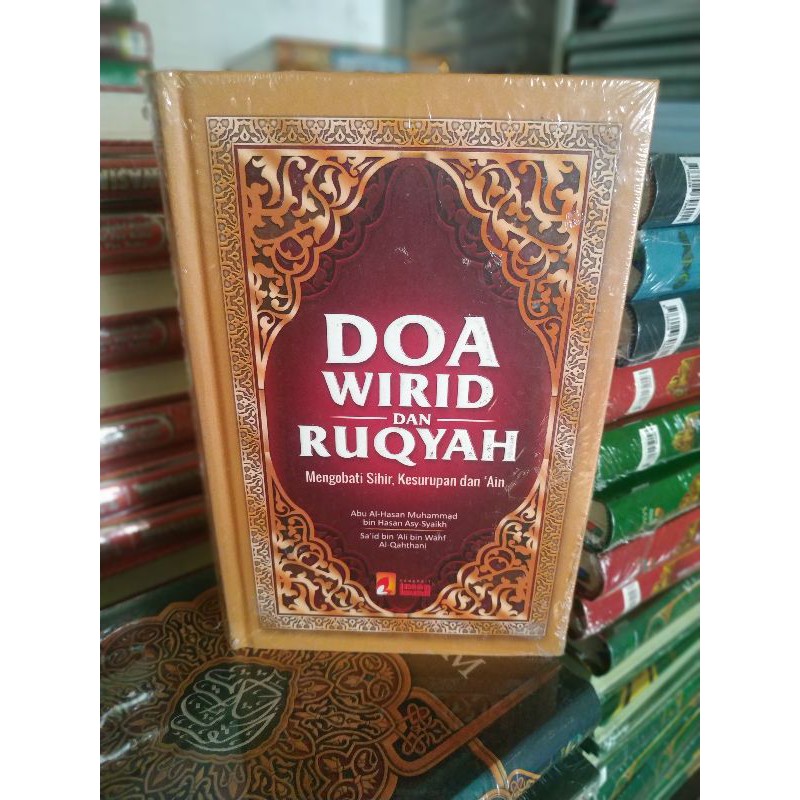 DOA
WIRID
DAN
RUQYAH
Mengobati Sihir, Kesurupan dan 'Ain
Abu Al-Hasan Muhammad
bin Hasan Asy-Syaikh
Sa'id bin 'Ali bin Wahf
Al-Qahthani